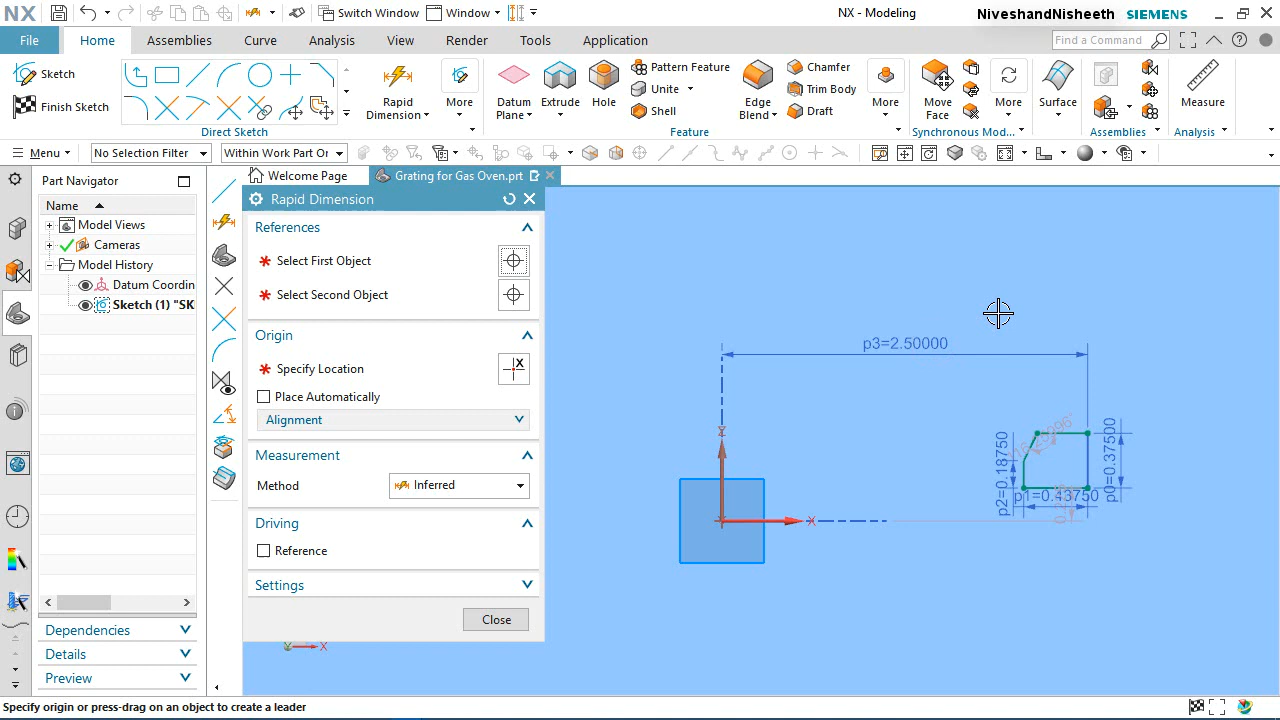 NX
Switch Window
Window
NX - Modeling
NiveshandNisheeth
SIEMENS
File
Home
Assemblies
Curve
Analysis
View
Render
Tools
Application
Find a Command
Sketch
Finish Sketch
Direct Sketch
Rapid
Dimension
More
Datum
Plane
Extrude
Hole
Pattern Feature
Unite
Shell
Edge
Blend
Chamfer
Trim Body
Draft
More
Feature
Move
Face
More
Synchronous Mod...
Surface
Assemblies
Measure
Analysis
Menu
No Selection Filter
Within Work Part Or
Part Navigator
Name
Model Views
Cameras
Model History
Datum Coordin
Sketch (1) "SK
Dependencies
Details
Preview
Welcome Page
Grating for Gas Oven.prt
Rapid Dimension
References
* Select First Object
* Select Second Object
Origin
* Specify Location
X
Place Automatically
Alignment
Measurement
Method
Inferred
Driving
Reference
Settings
Close
p3=2.50000
p2=0.18750
p1=0.43750
p0=0.37500
X
X
Specify origin or press-drag on an object to create a leader